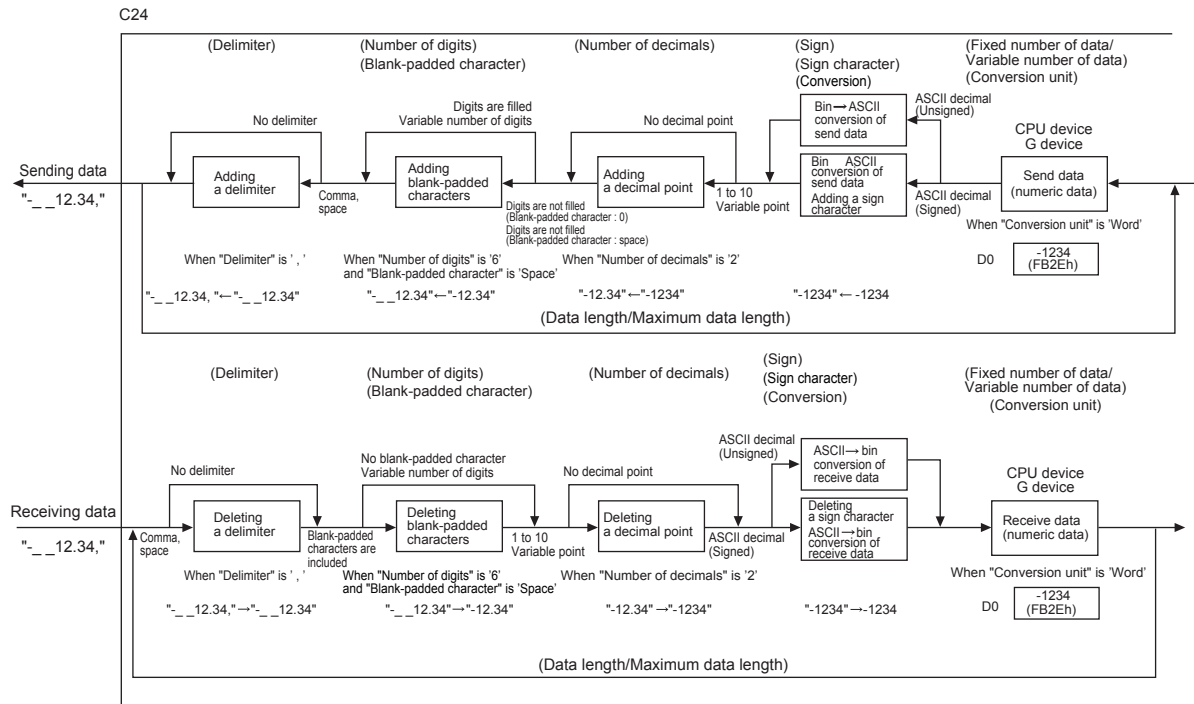 C24
(Delimiter)
(Number of digits)
(Blank-padded character)
(Number of decimals)
(Sign)
(Sign character)
(Conversion)
(Fixed number of data/
Variable number of data)
(Conversion unit)
No delimiter
Digits are filled
Variable number of digits
No decimal point
Bin→ASCII
conversion of
send data
ASCII decimal
(Unsigned)
CPU device
G device
Sending data
"-_ _12.34,"
Adding
a delimiter
Comma,
space
Adding
blank-padded
characters
Digits are not filled
(Blank-padded character : 0)
Digits are not filled
(Blank-padded character : space)
Adding
a decimal point
1 to 10
Variable point
Bin ASCII
conversion of
send data
Adding a sign
character
ASCII decimal
(Signed)
Send data
(numeric data)
When "Delimiter" is ' , '
When "Number of digits" is '6'
and "Blank-padded character" is 'Space'
When "Number of decimals" is '2'
When "Conversion unit" is 'Word'
D0
-1234
(FB2Eh)
"-_ _12.34, "←"-_ _12.34"
"-_ _12.34"←"-12.34"
"-12.34"←"-1234"
"-1234"← -1234
(Data length/Maximum data length)
(Delimiter)
(Number of digits)
(Blank-padded character)
(Number of decimals)
(Sign)
(Sign character)
(Conversion)
(Fixed number of data/
Variable number of data)
(Conversion unit)
No delimiter
No blank-padded character
Variable number of digits
No decimal point
ASCII decimal
(Unsigned)
ASCII→bin
conversion of
receive data
CPU device
G device
Receiving data
"-_ _12.34,"
Comma,
space
Deleting
a delimiter
Blank-padded
characters are
included
Deleting
blank-padded
characters
1 to 10
Variable point
Deleting
a decimal point
ASCII decimal
(Signed)
Deleting
a sign character
ASCII→bin
conversion of
receive data
Receive data
(numeric data)
When "Delimiter" is ' , '
When "Number of digits" is '6'
and "Blank-padded character" is 'Space'
When "Number of decimals" is '2'
When "Conversion unit" is 'Word'
"-_ _12.34,"→"-_ _12.34"
"-_ _12.34"→"-12.34"
"-12.34"→"-1234"
"-1234"→-1234
D0
-1234
(FB2Eh)
(Data length/Maximum data length)